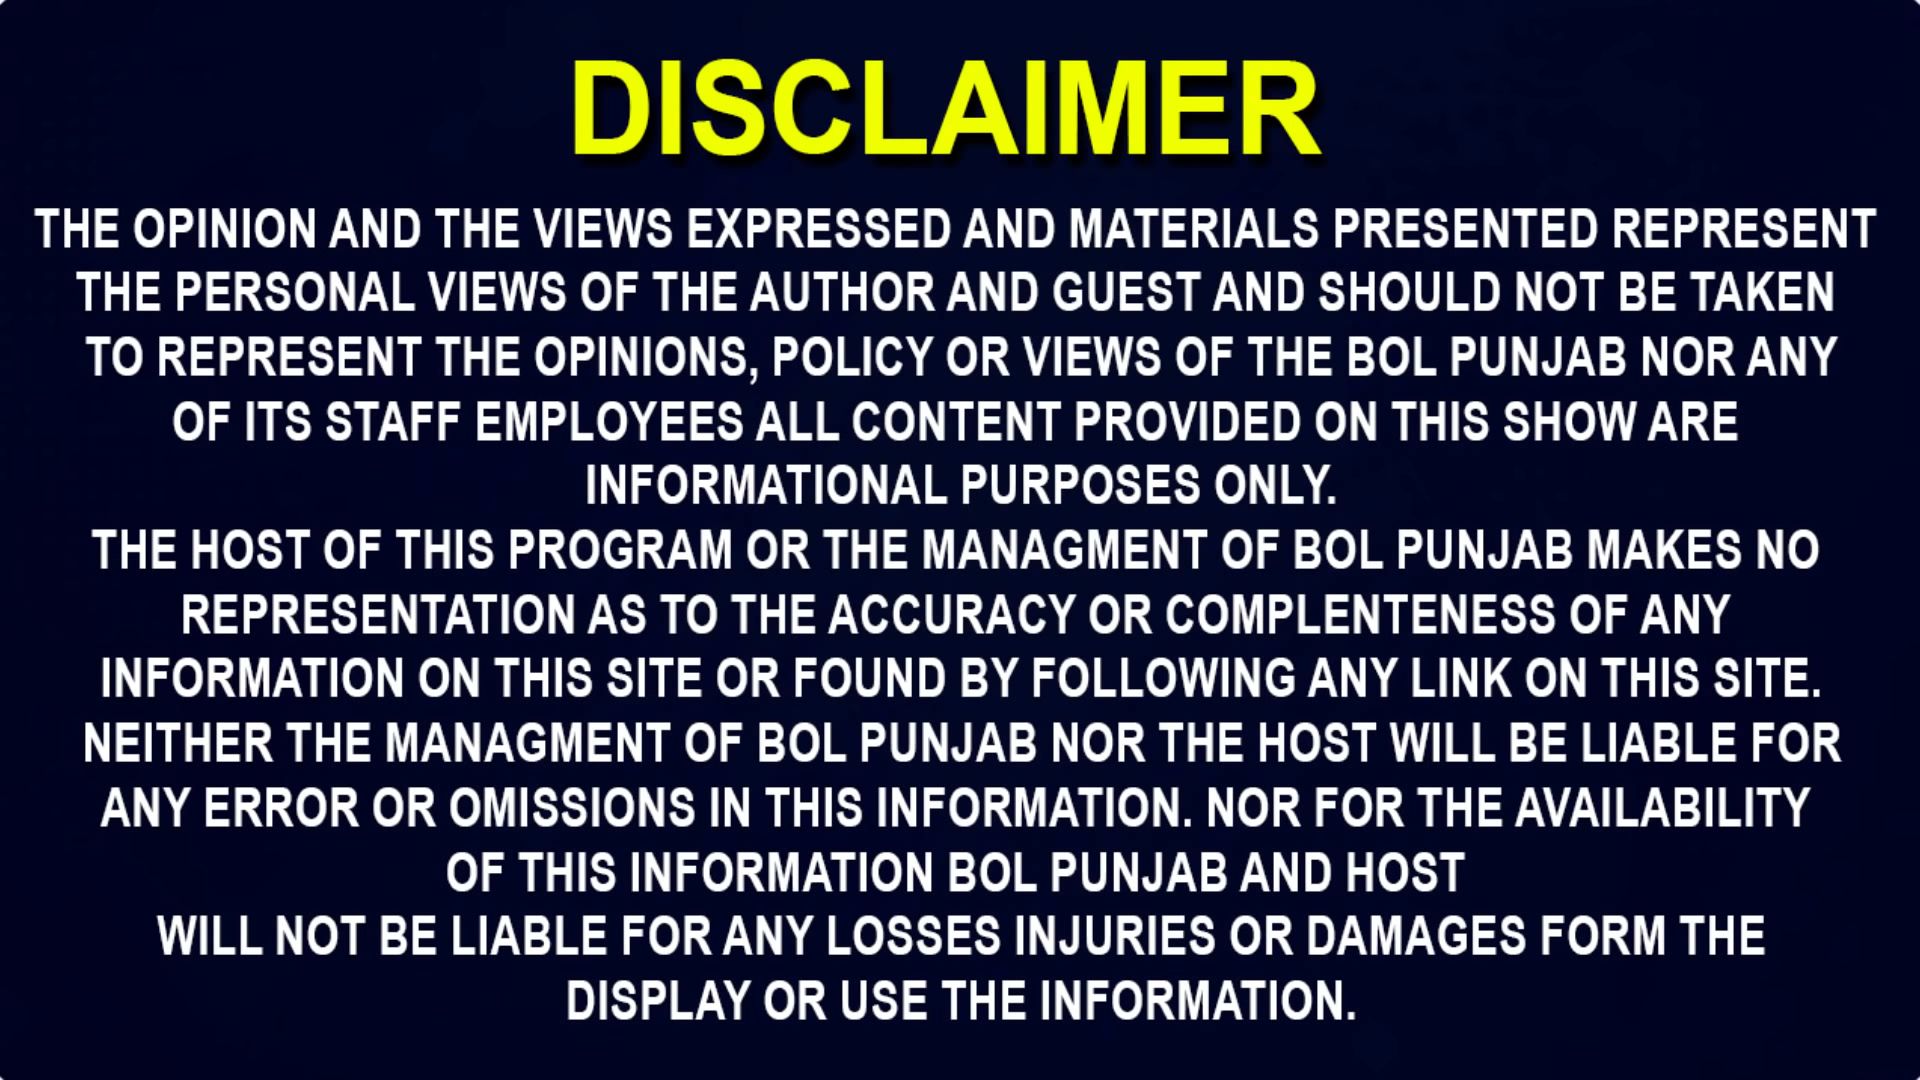 DISCLAIMER
THE OPINION AND THE VIEWS EXPRESSED AND MATERIALS PRESENTED REPRESENT
THE PERSONAL VIEWS OF THE AUTHOR AND GUEST AND SHOULD NOT BE TAKEN
TO REPRESENT THE OPINIONS, POLICY OR VIEWS OF THE BOL PUNJAB NOR ANY
OF ITS STAFF EMPLOYEES ALL CONTENT PROVIDED ON THIS SHOW ARE
INFORMATIONAL PURPOSES ONLY.
THE HOST OF THIS PROGRAM OR THE MANAGMENT OF BOL PUNJAB MAKES NO
REPRESENTATION AS TO THE ACCURACY OR COMPLENTENESS OF ANY
INFORMATION ON THIS SITE OR FOUND BY FOLLOWING ANY LINK ON THIS SITE.
NEITHER THE MANAGMENT OF BOL PUNJAB NOR THE HOST WILL BE LIABLE FOR
ANY ERROR OR OMISSIONS IN THIS INFORMATION. NOR FOR THE AVAILABILITY
OF THIS INFORMATION BOL PUNJAB AND HOST
WILL NOT BE LIABLE FOR ANY LOSSES INJURIES OR DAMAGES FORM THE
DISPLAY OR USE THE INFORMATION.